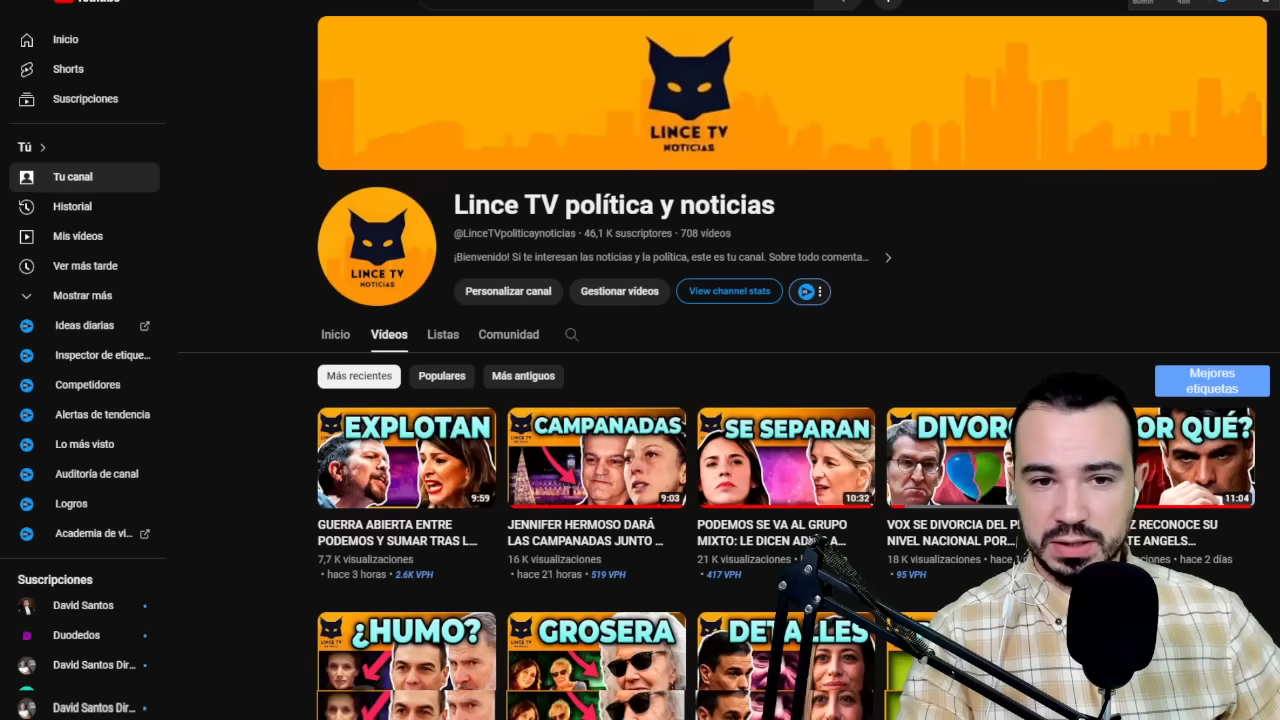 Inicio
Shorts
Suscripciones
Tú
Tu canal
Historial
Mis vídeos
Ver más tarde
Mostrar más
Ideas diarias
Inspector de etique...
Competidores
Alertas de tendencia
Lo más visto
Auditoría de canal
Logros
Academia de vi...
Suscripciones
David Santos
Duodedos
David Santos Dir...
David Santos Dir...
LINCE TV
NOTICIAS
LINCE TV
NOTICIAS
Lince TV política y noticias
@LinceTVpoliticaynoticias · 46,1 K suscriptores · 708 vídeos
¡Bienvenido! Si te interesan las noticias y la política, este es tu canal. Sobre todo comenta...
Personalizar canal
Gestionar vídeos
View channel stats
Inicio
Vídeos
Listas
Comunidad
Más recientes
Populares
Más antiguos
Mejores
etiquetas
EXPLOTAN
9:59
GUERRA ABIERTA ENTRE
PODEMOS Y SUMAR TRAS L...
7,7 K visualizaciones
• hace 3 horas • 2.6K VPH
CAMPANADAS
9:03
JENNIFER HERMOSO DARÁ
LAS CAMPANADAS JUNTO ...
16 K visualizaciones
• hace 21 horas • 519 VPH
SE SEPARAN
10:32
PODEMOS SE VA AL GRUPO
MIXTO: LE DICEN
21 K visualizaciones
• 417 VPH
DIVOR
VOX SE DIVORCIA DEL
NIVEL NACIONAL POR...
18 K visualizaciones
• 95 VPH
OR QUÉ?
11:04
RECONOCE SU
ANGELS...
• hace 2 días
¿HUMO?
GROSERA
DETALLES